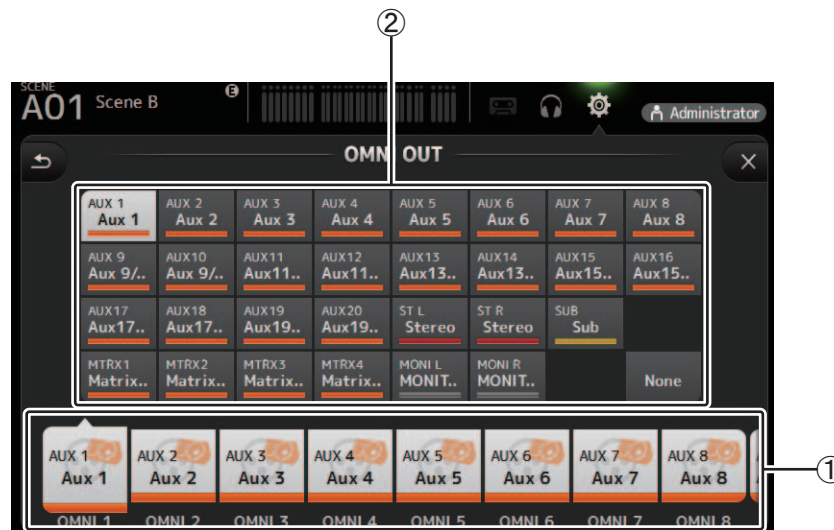 ②
SCENE
A01 Scene B E Administrator
OMNI OUT
AUX 1 AUX 2 AUX 3 AUX 4 AUX 5 AUX 6 AUX 7 AUX 8
Aux 1 Aux 2 Aux 3 Aux 4 Aux 5 Aux 6 Aux 7 Aux 8
AUX 9 AUX10 AUX11 AUX12 AUX13 AUX14 AUX15 AUX16
Aux 9/.. Aux 9/.. Aux11.. Aux11.. Aux13.. Aux13.. Aux15.. Aux15..
AUX17 AUX18 AUX19 AUX20 ST L ST R SUB
Aux17.. Aux17.. Aux19.. Aux19.. Stereo Stereo Sub
MTRX1 MTRX2 MTRX3 MTRX4 MONI L MONI R
Matrix.. Matrix.. Matrix.. Matrix.. MONIT.. MONIT.. None
AUX 1 AUX 2 AUX 3 AUX 4 AUX 5 AUX 6 AUX 7 AUX 8
Aux 1 Aux 2 Aux 3 Aux 4 Aux 5 Aux 6 Aux 7 Aux 8
①
OMNI 1 OMNI 2 OMNI 3 OMNI 4 OMNI 5 OMNI 6 OMNI 7 OMNI 8